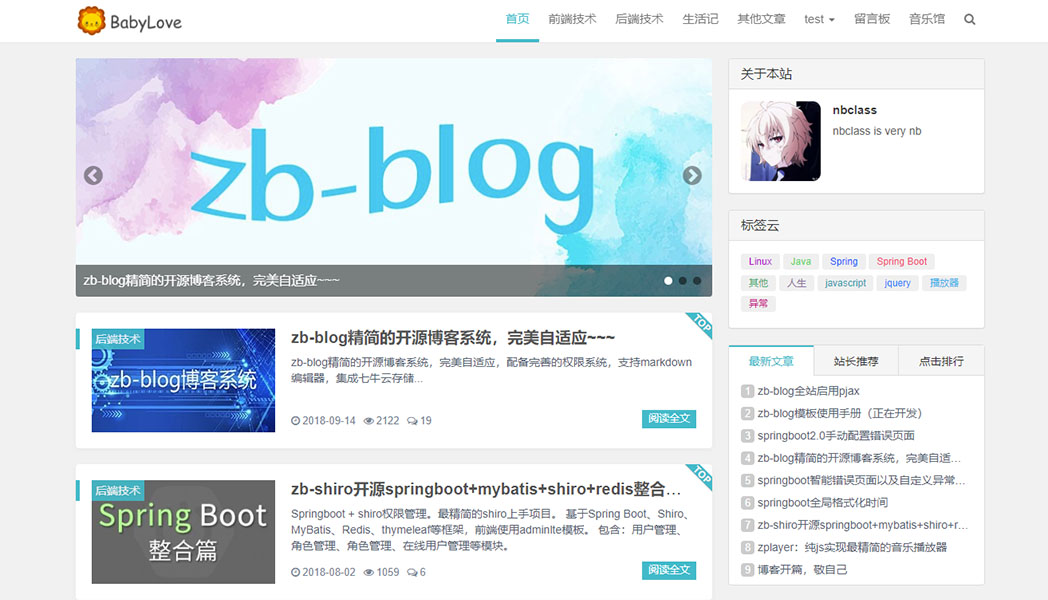 BabyLove
首页 前端技术 后端技术 生活记 其他文章 test 留言板 音乐馆
zb-blog
zb-blog精简的开源博客系统，完美自适应~~~
后端技术
zb-blog博客系统
TOP
zb-blog精简的开源博客系统，完美自适应~~~
zb-blog精简的开源博客系统，完美自适应，配备完善的权限系统，支持markdown
编辑器，集成七牛云存储...
2018-09-14 2122 19
阅读全文
后端技术
Spring Boot
整合篇
TOP
zb-shiro开源springboot+mybatis+shiro+redis整合...
Springboot + shiro权限管理。最精简的shiro上手项目。 基于Spring Boot、Shiro、
MyBatis、Redis、thymeleaf等框架，前端使用adminlte模板。 包含：用户管理、
角色管理、角色管理、在线用户管理等模块。
2018-08-02 1059 6
阅读全文
关于本站
nbclass
nbclass is very nb
标签云
Linux Java Spring Spring Boot
其他 人生 javascript jquery 播放器
异常
最新文章 站长推荐 点击排行
1 zb-blog全站启用pjax
2 zb-blog模板使用手册（正在开发）
3 springboot2.0手动配置错误页面
4 zb-blog精简的开源博客系统，完美自适...
5 springboot智能错误页面以及自定义异常...
6 springboot全局格式化时间
7 zb-shiro开源springboot+mybatis+shiro+r...
8 zplayer：纯js实现最精简的音乐播放器
9 博客开篇，敬自己